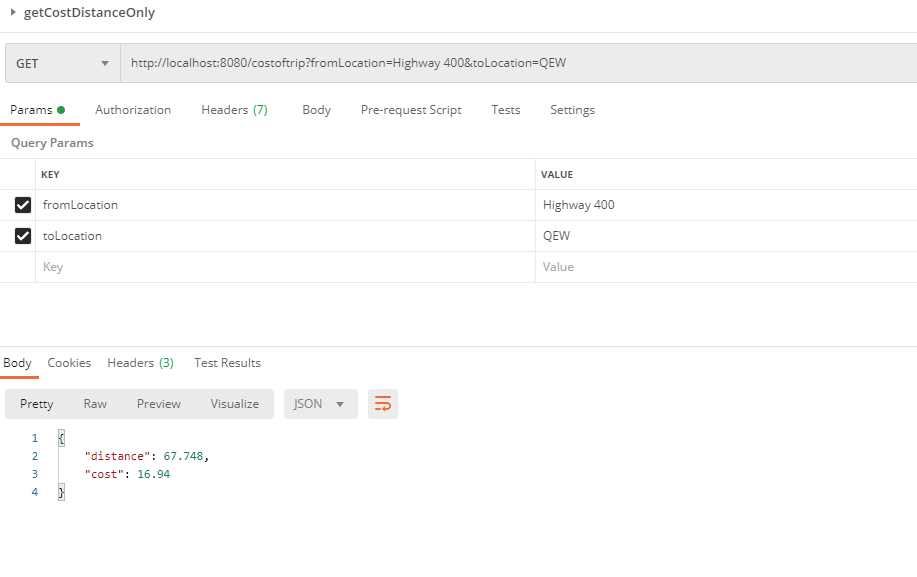 getCostDistanceOnly
GET http://localhost:8080/costoftrip?fromLocation=Highway 400&toLocation=QEW
Params Authorization Headers (7) Body Pre-request Script Tests Settings
Query Params
KEY VALUE
fromLocation Highway 400
toLocation QEW
Key Value
Body Cookies Headers (3) Test Results
Pretty Raw Preview Visualize JSON
1 {
2 "distance": 67.748,
3 "cost": 16.94
4 }